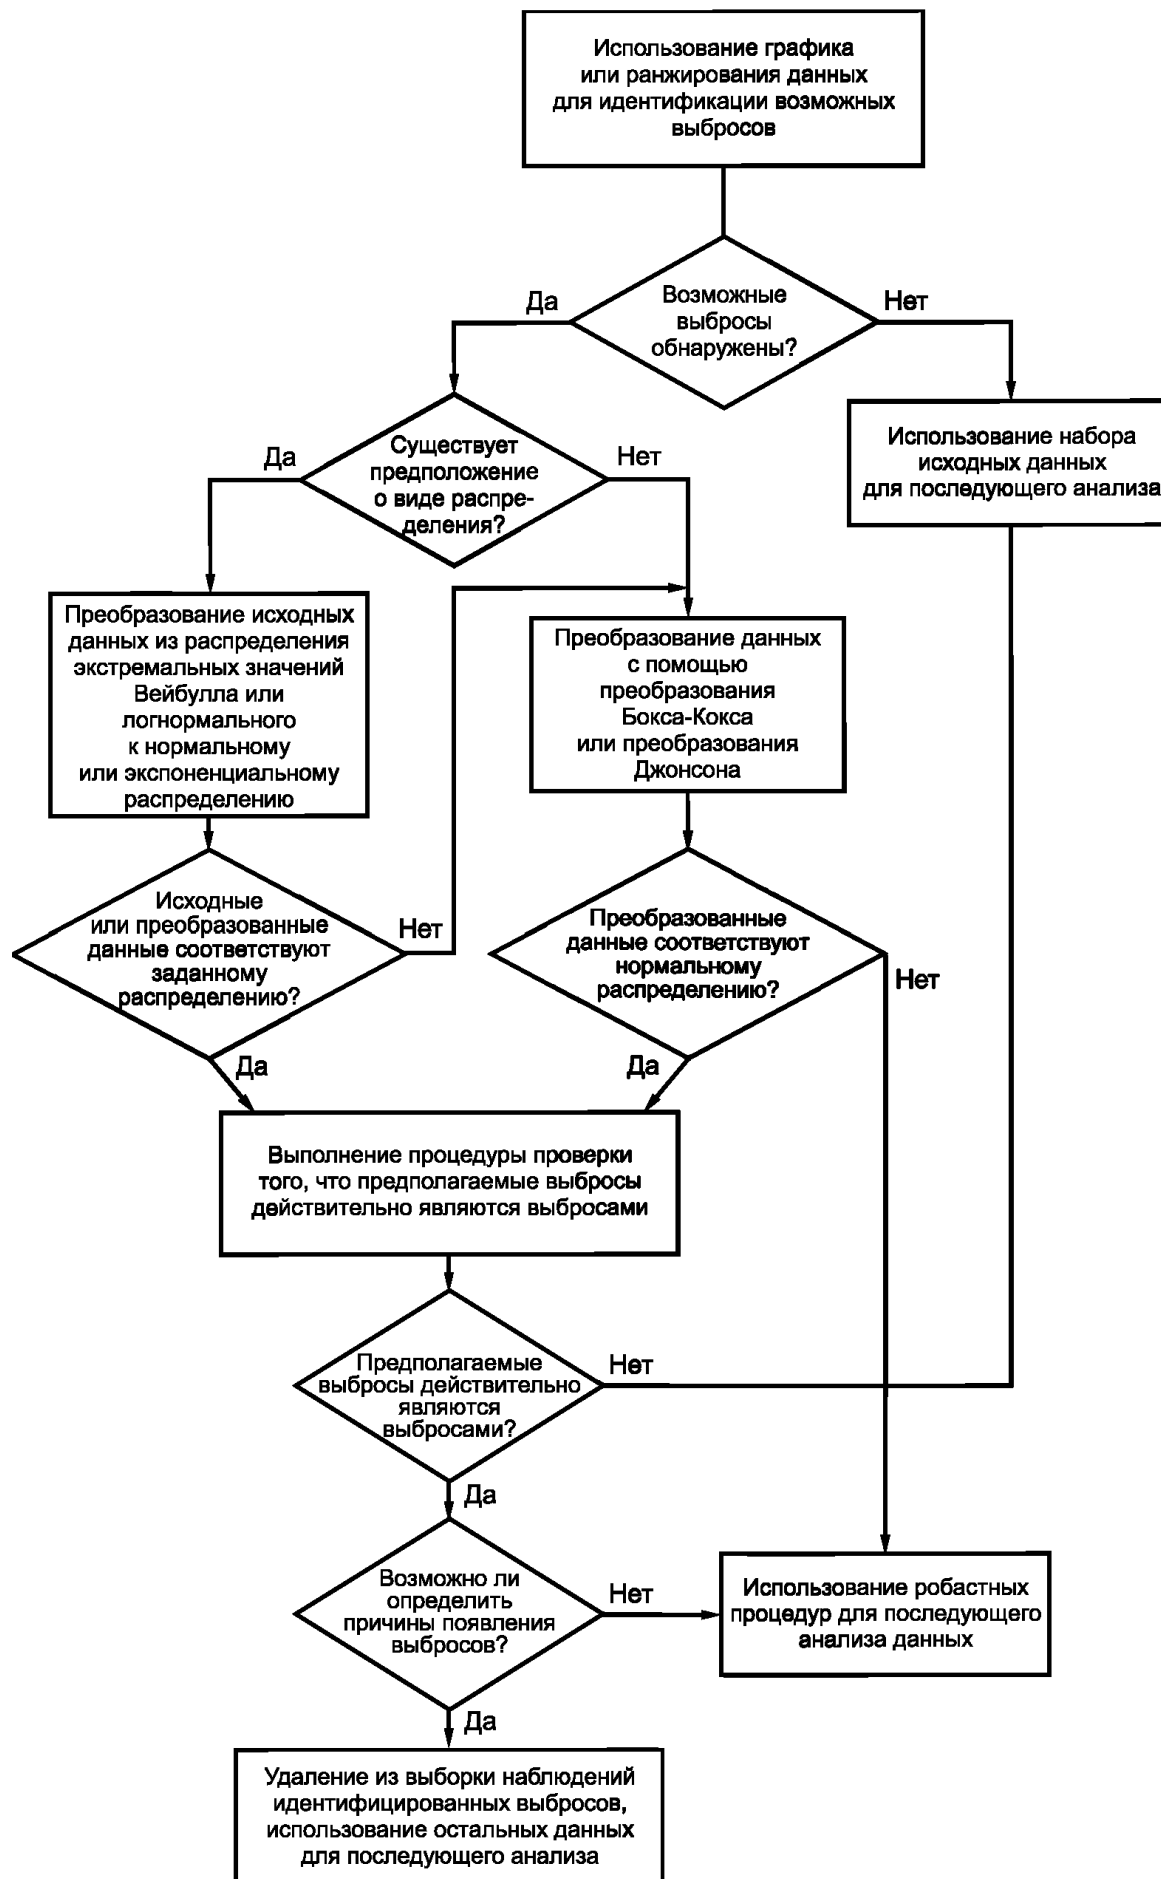 Использование графика
или ранжирования данных
для идентификации возможных
выбросов
Возможные
выбросы
обнаружены?
Да
Нет
Существует
предположение
о виде распре-
деления?
Да
Нет
Использование набора
исходных данных
для последующего анализа
Преобразование исходных
данных из распределения
экстремальных значений
Вейбулла или
логнормального
к нормальному
или экспоненциальному
распределению
Преобразование данных
с помощью
преобразования
Бокса-Кокса
или преобразования
Джонсона
Исходные
или преобразованные
данные соответствуют
заданному
распределению?
Нет
Да
Преобразованные
данные соответствуют
нормальному
распределению?
Нет
Да
Выполнение процедуры проверки
того, что предполагаемые выбросы
действительно являются выбросами
Предполагаемые
выбросы действительно
являются
выбросами?
Нет
Да
Возможно ли
определить
причины появления
выбросов?
Нет
Да
Использование робастных
процедур для последующего
анализа данных
Удаление из выборки наблюдений
идентифицированных выбросов,
использование остальных данных
для последующего анализа